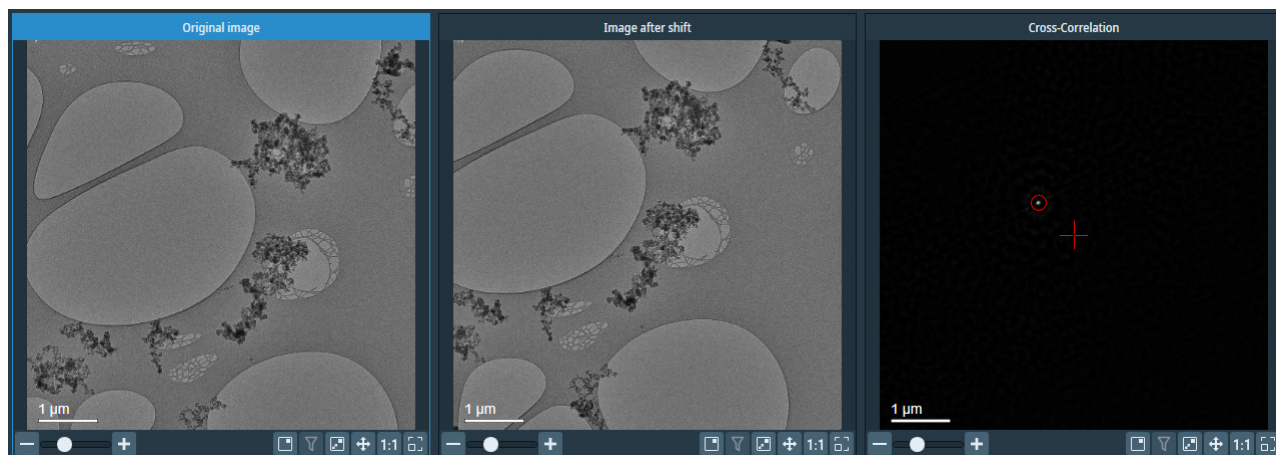 Original image
Image after shift
Cross-Correlation
1 µm
1 µm
1 µm
1:1
1:1
1:1